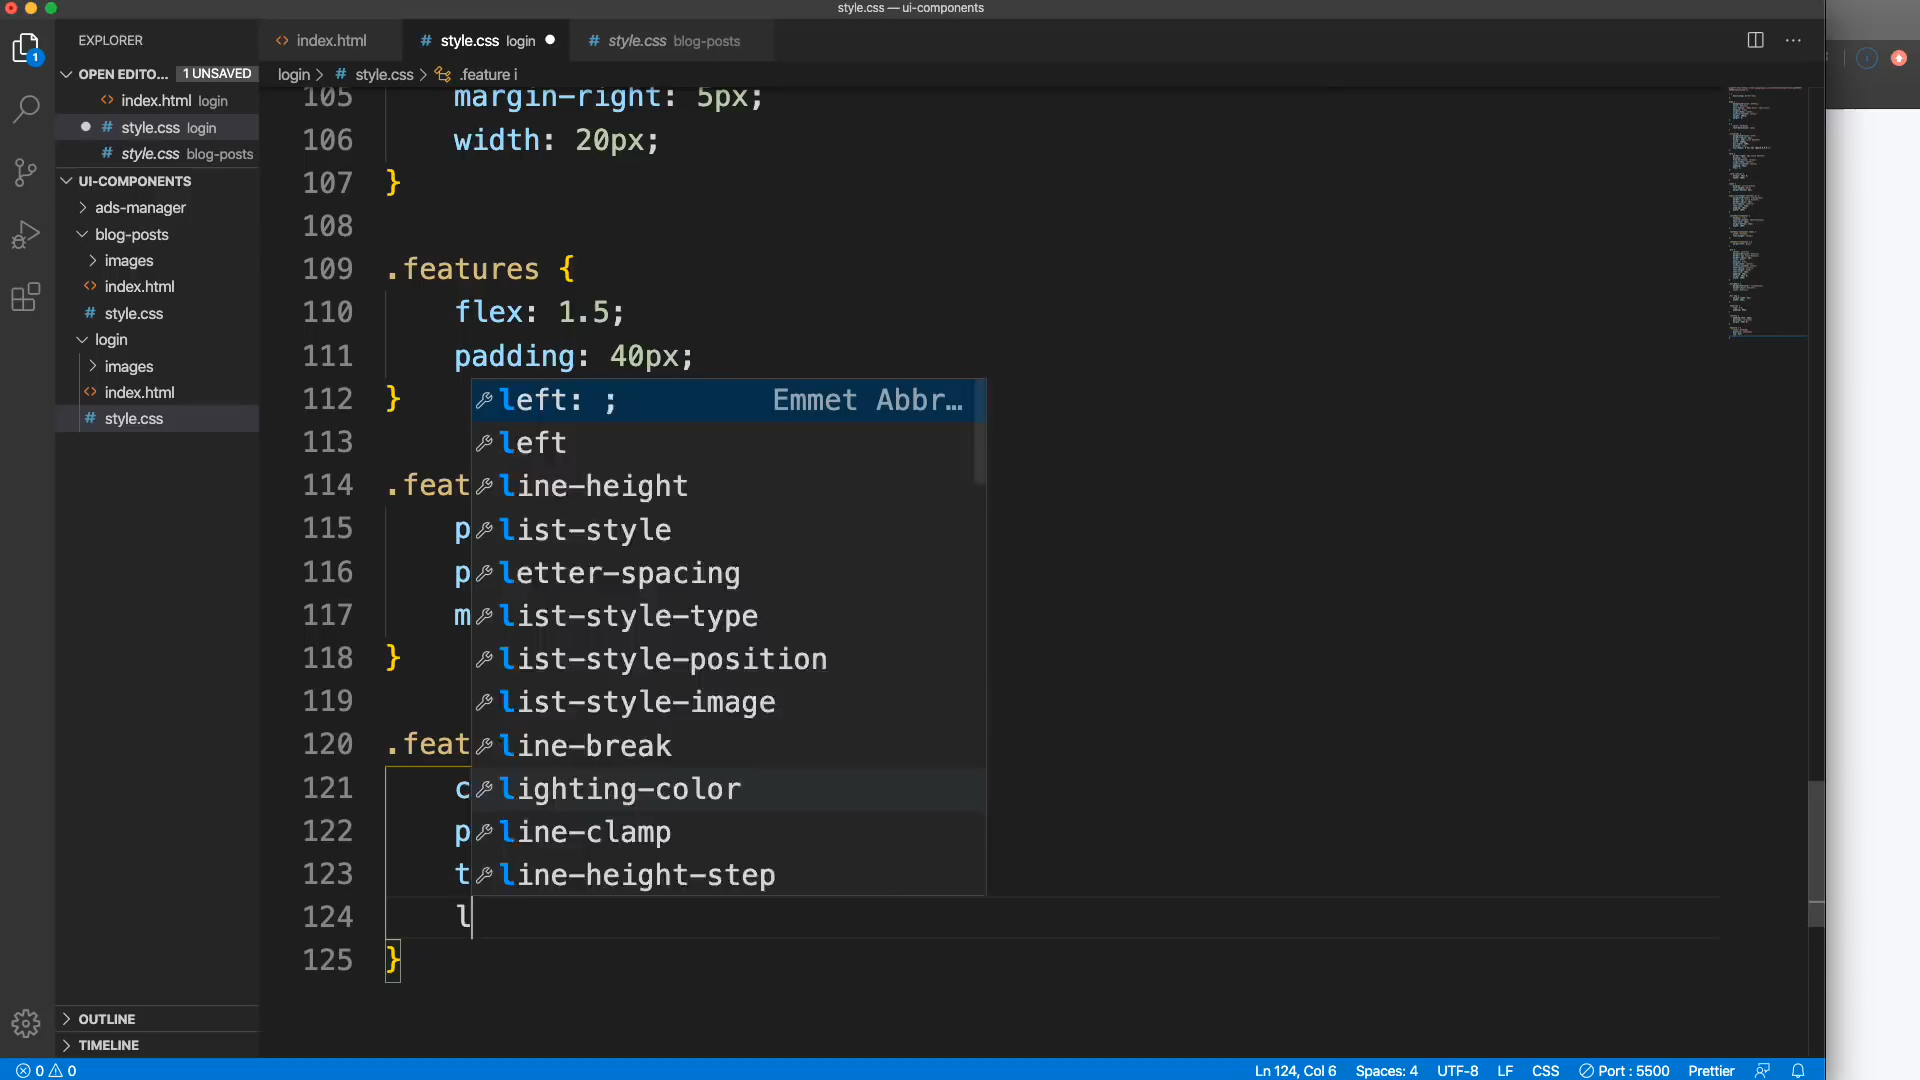 style.css — ui-components
EXPLORER
index.html
style.css login
style.css blog-posts
OPEN EDITO... 1 UNSAVED
login > style.css > .feature i
index.html login
style.css login
style.css blog-posts
UI-COMPONENTS
ads-manager
blog-posts
images
index.html
style.css
login
images
index.html
style.css
OUTLINE
TIMELINE
105 margin-right: 5px;
106 width: 20px;
107 }
108
109 .features {
110 flex: 1.5;
111 padding: 40px;
112 }
113
114 .feat
115 p
116 p
117 m
118 }
119
120 .feat
121 c
122 p
123 t
124 l
125 }
left: ; Emmet Abbr...
left
line-height
list-style
letter-spacing
list-style-type
list-style-position
list-style-image
line-break
lighting-color
line-clamp
line-height-step
0 0
Ln 124, Col 6 Spaces: 4 UTF-8 LF CSS Port : 5500 Prettier